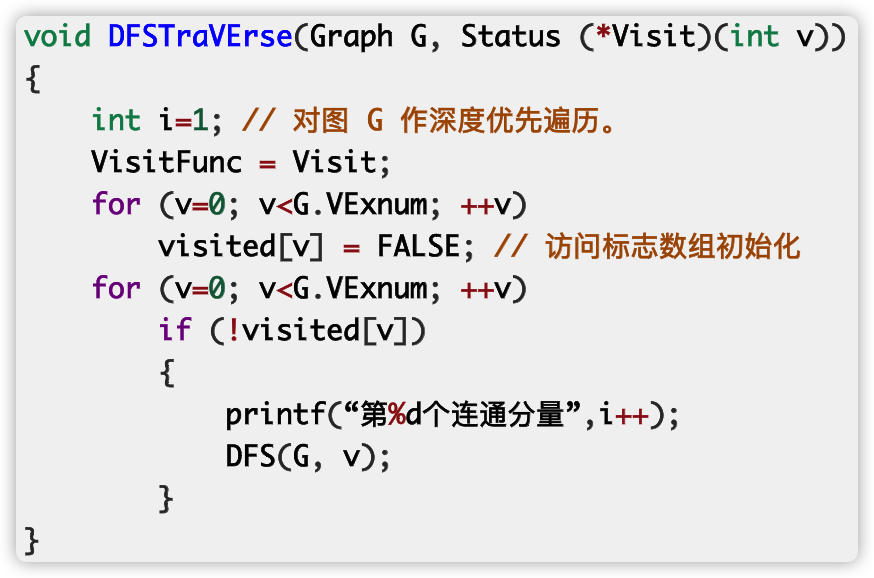 void DFSTraVErse(Graph G, Status (*Visit)(int v))
{
    int i=1; // 对图 G 作深度优先遍历。
    VisitFunc = Visit;
    for (v=0; v<G.VExnum; ++v)
        visited[v] = FALSE; // 访问标志数组初始化
    for (v=0; v<G.VExnum; ++v)
        if (!visited[v])
        {
            printf(“第%d个连通分量”,i++);
            DFS(G, v);
        }
}